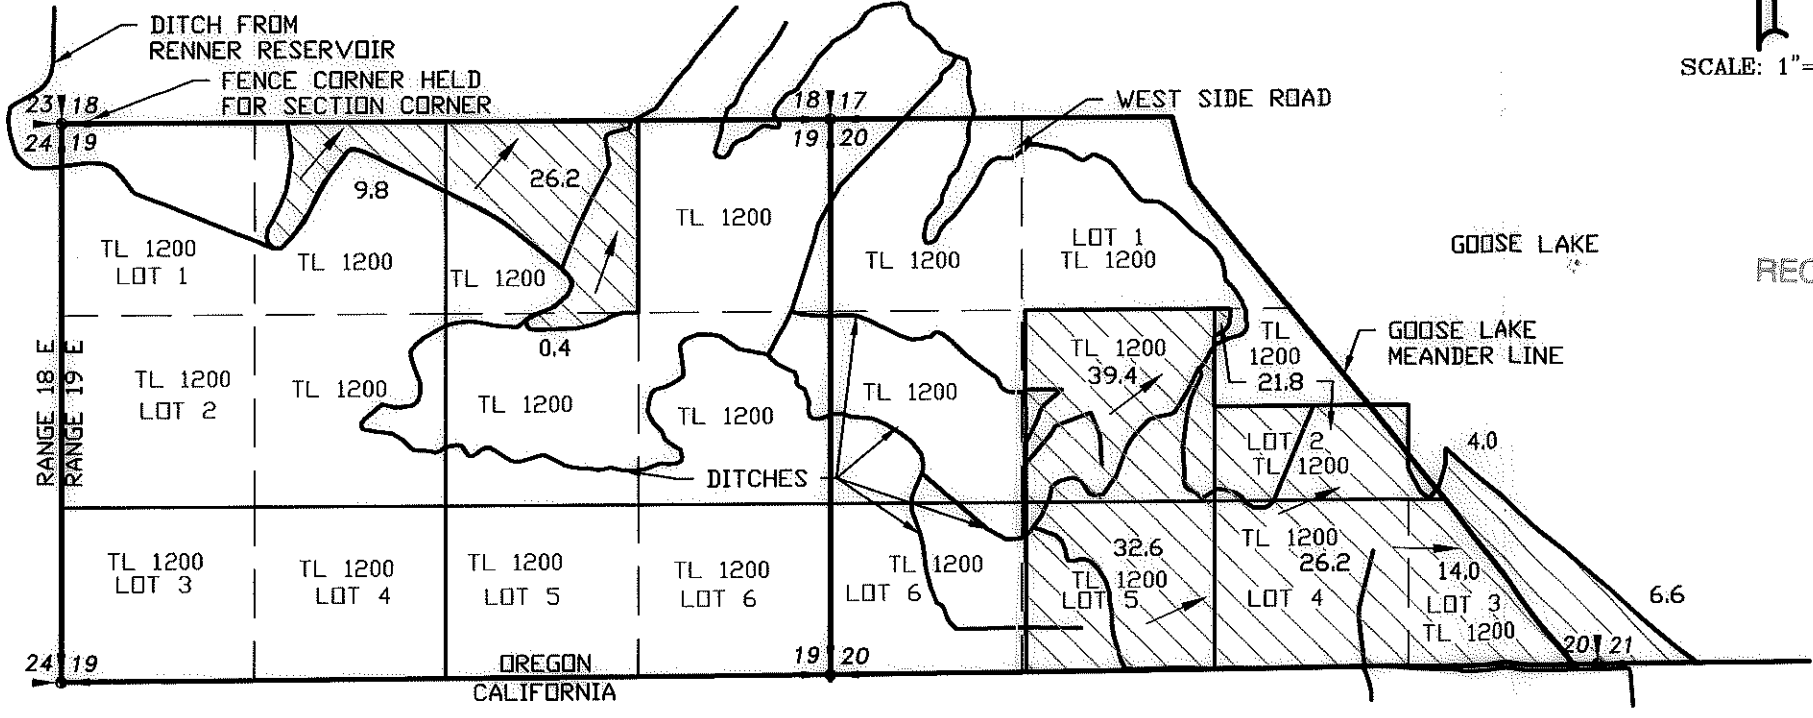 DITCH FROM
RENNER RESERVOIR
FENCE CORNER HELD
FOR SECTION CORNER
SCALE: 1"=
23 18
24 19
18 17
19 20
WEST SIDE ROAD
9.8
26.2
TL 1200
LOT 1
TL 1200
TL 1200
TL 1200
TL 1200
LOT 1
TL 1200
GOOSE LAKE
REC
RANGE 18 E
RANGE 19 E
0.4
TL 1200
LOT 2
TL 1200
TL 1200
TL 1200
TL 1200
TL 1200
39.4
TL
1200
21.8
GOOSE LAKE
MEANDER LINE
LOT 2
TL 1200
4.0
DITCHES
TL 1200
LOT 3
TL 1200
LOT 4
TL 1200
LOT 5
TL 1200
LOT 6
TL 1200
LOT 6
32.6
TL 1200
LOT 5
TL 1200
26.2
LOT 4
14.0
LOT 3
TL 1200
6.6
24 19
OREGON
CALIFORNIA
19 20
20 21